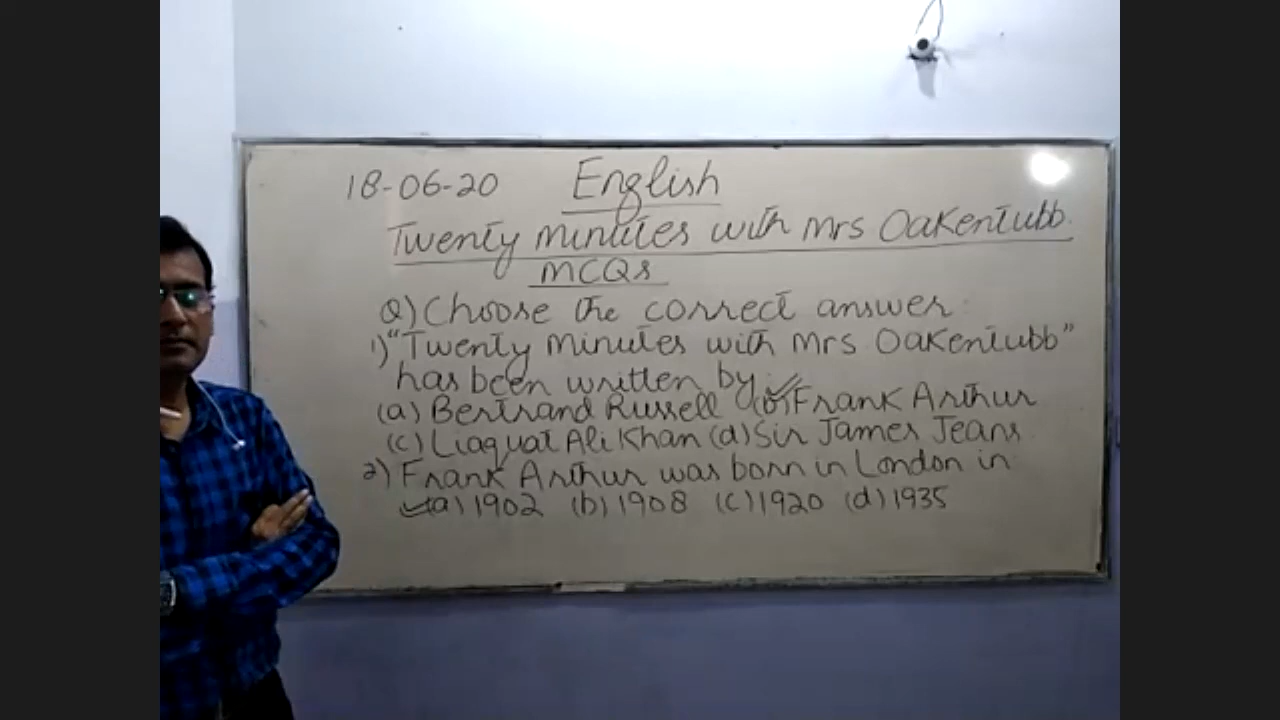 18-06-20 English
Twenty minutes with Mrs Oakentubb.
MCQs
Q) Choose the correct answer
1) "Twenty Minutes with Mrs Oakentubb"
has been written by
(a) Bertrand Russell (b) Frank Arthur
(c) Liaquat Ali Khan (d) Sir James Jeans
2) Frank Arthur was born in London in
(a) 1902 (b) 1908 (c) 1920 (d) 1935